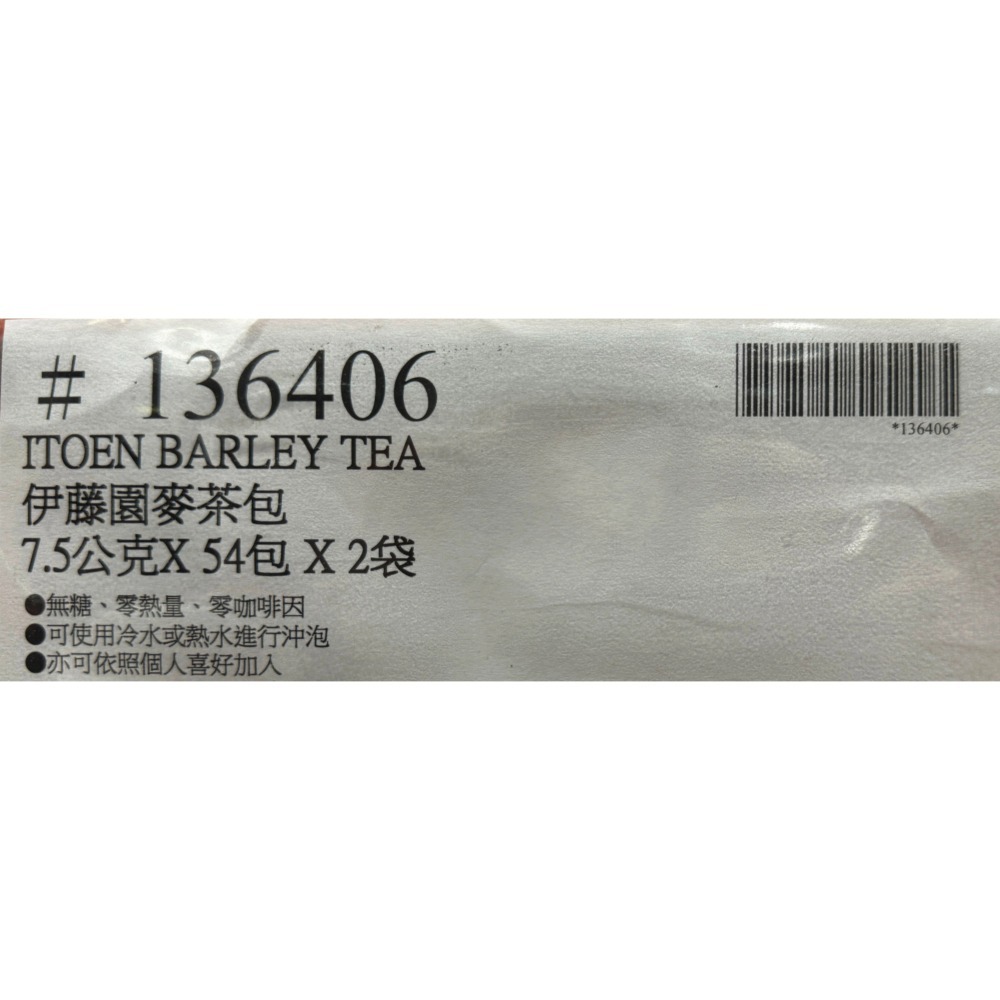 # 136406
*136406*
ITOEN BARLEY TEA
伊藤園麥茶包
7.5公克X 54包 X 2袋
●無糖、零熱量、零咖啡因
●可使用冷水或熱水進行沖泡
●亦可依照個人喜好加入